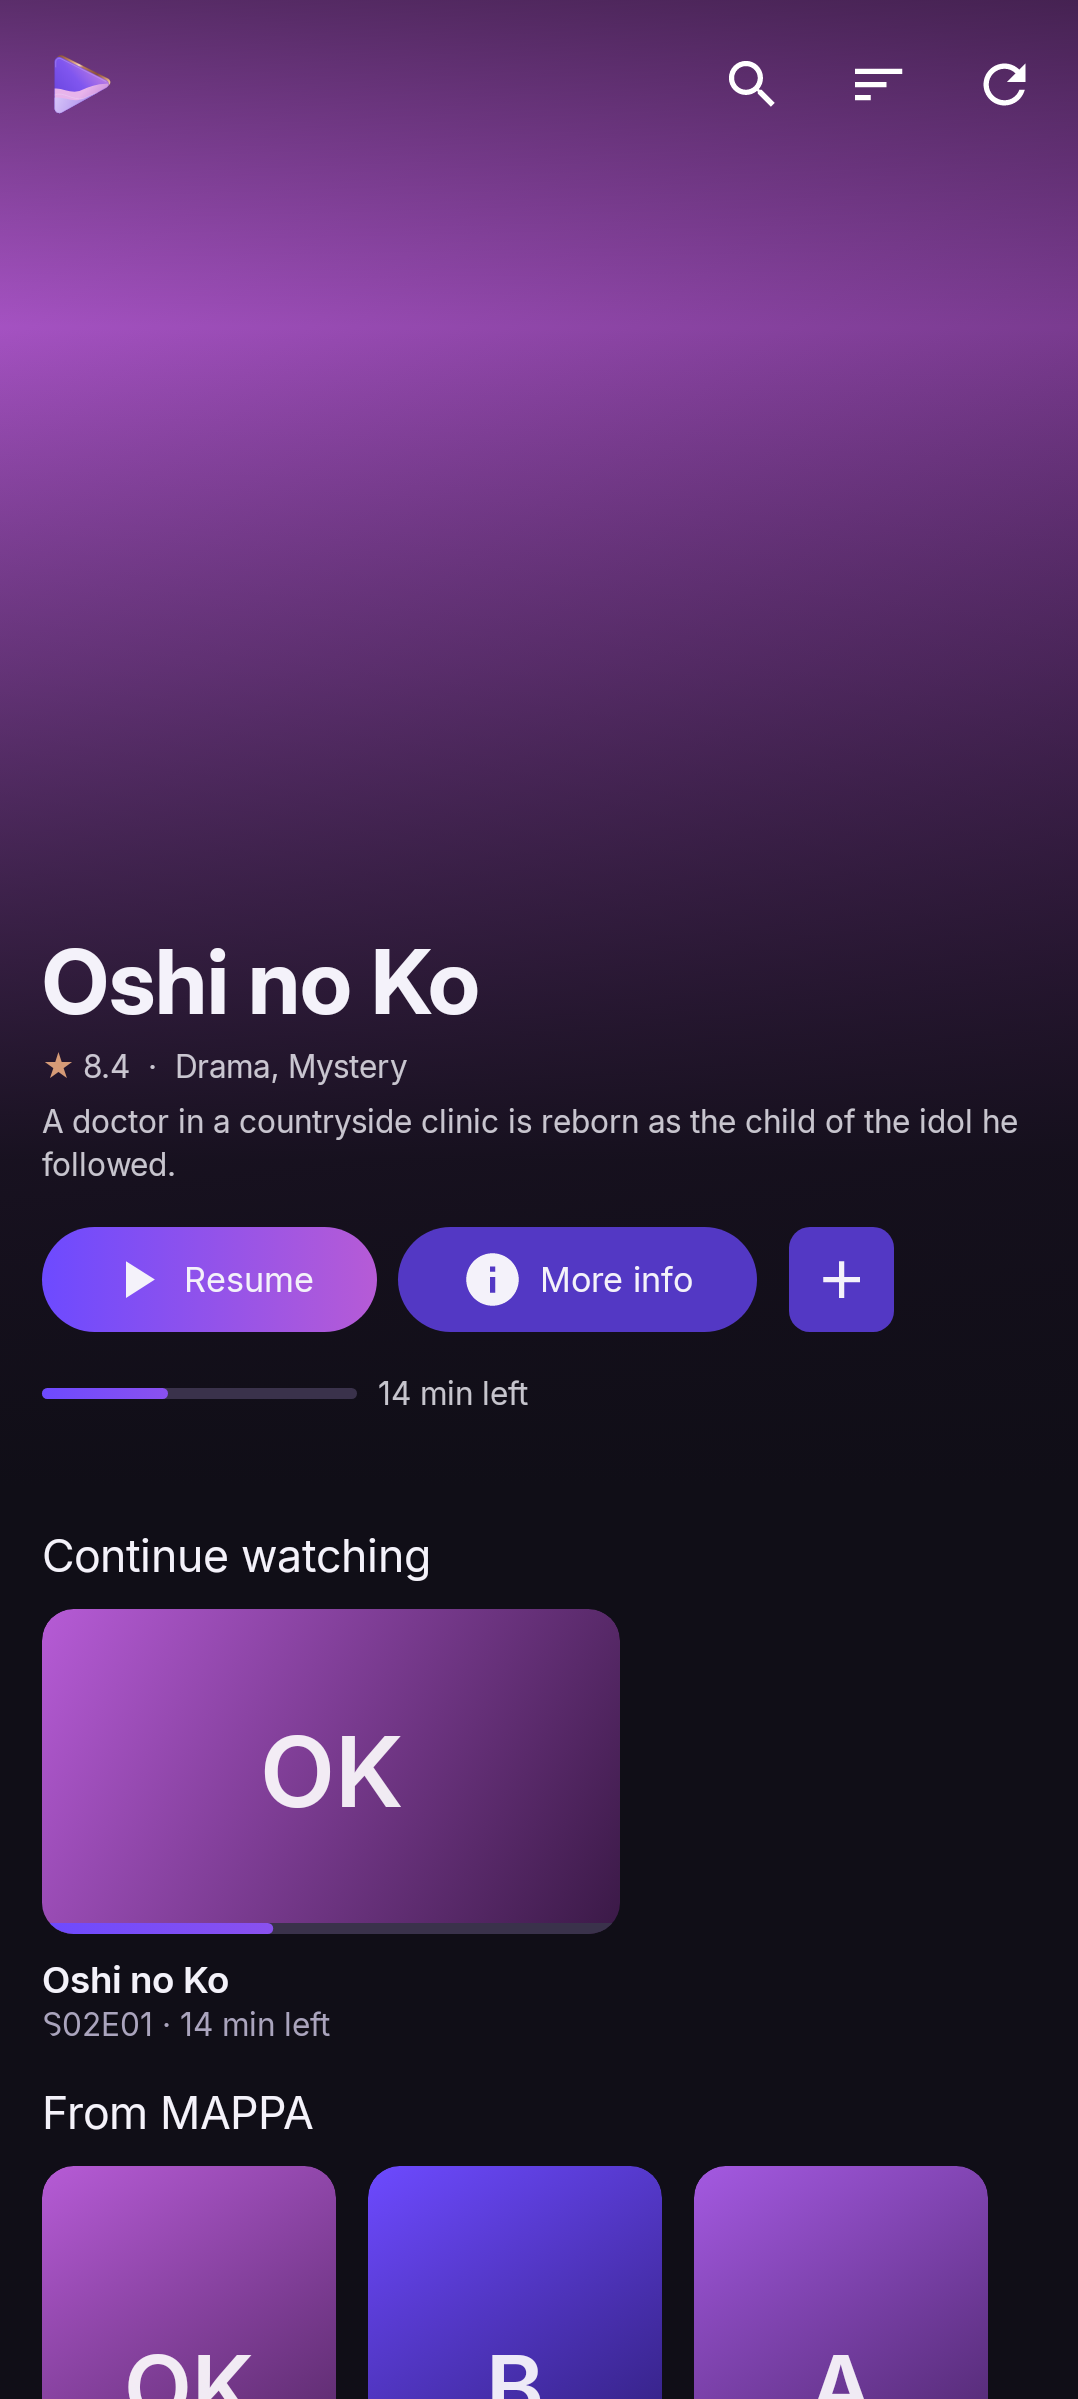 Oshi no Ko
★ 8.4 · Drama, Mystery
A doctor in a countryside clinic is reborn as the child of the idol he
followed.
Resume
More info
14 min left
Continue watching
OK
Oshi no Ko
S02E01 · 14 min left
From MAPPA
OK
B
A